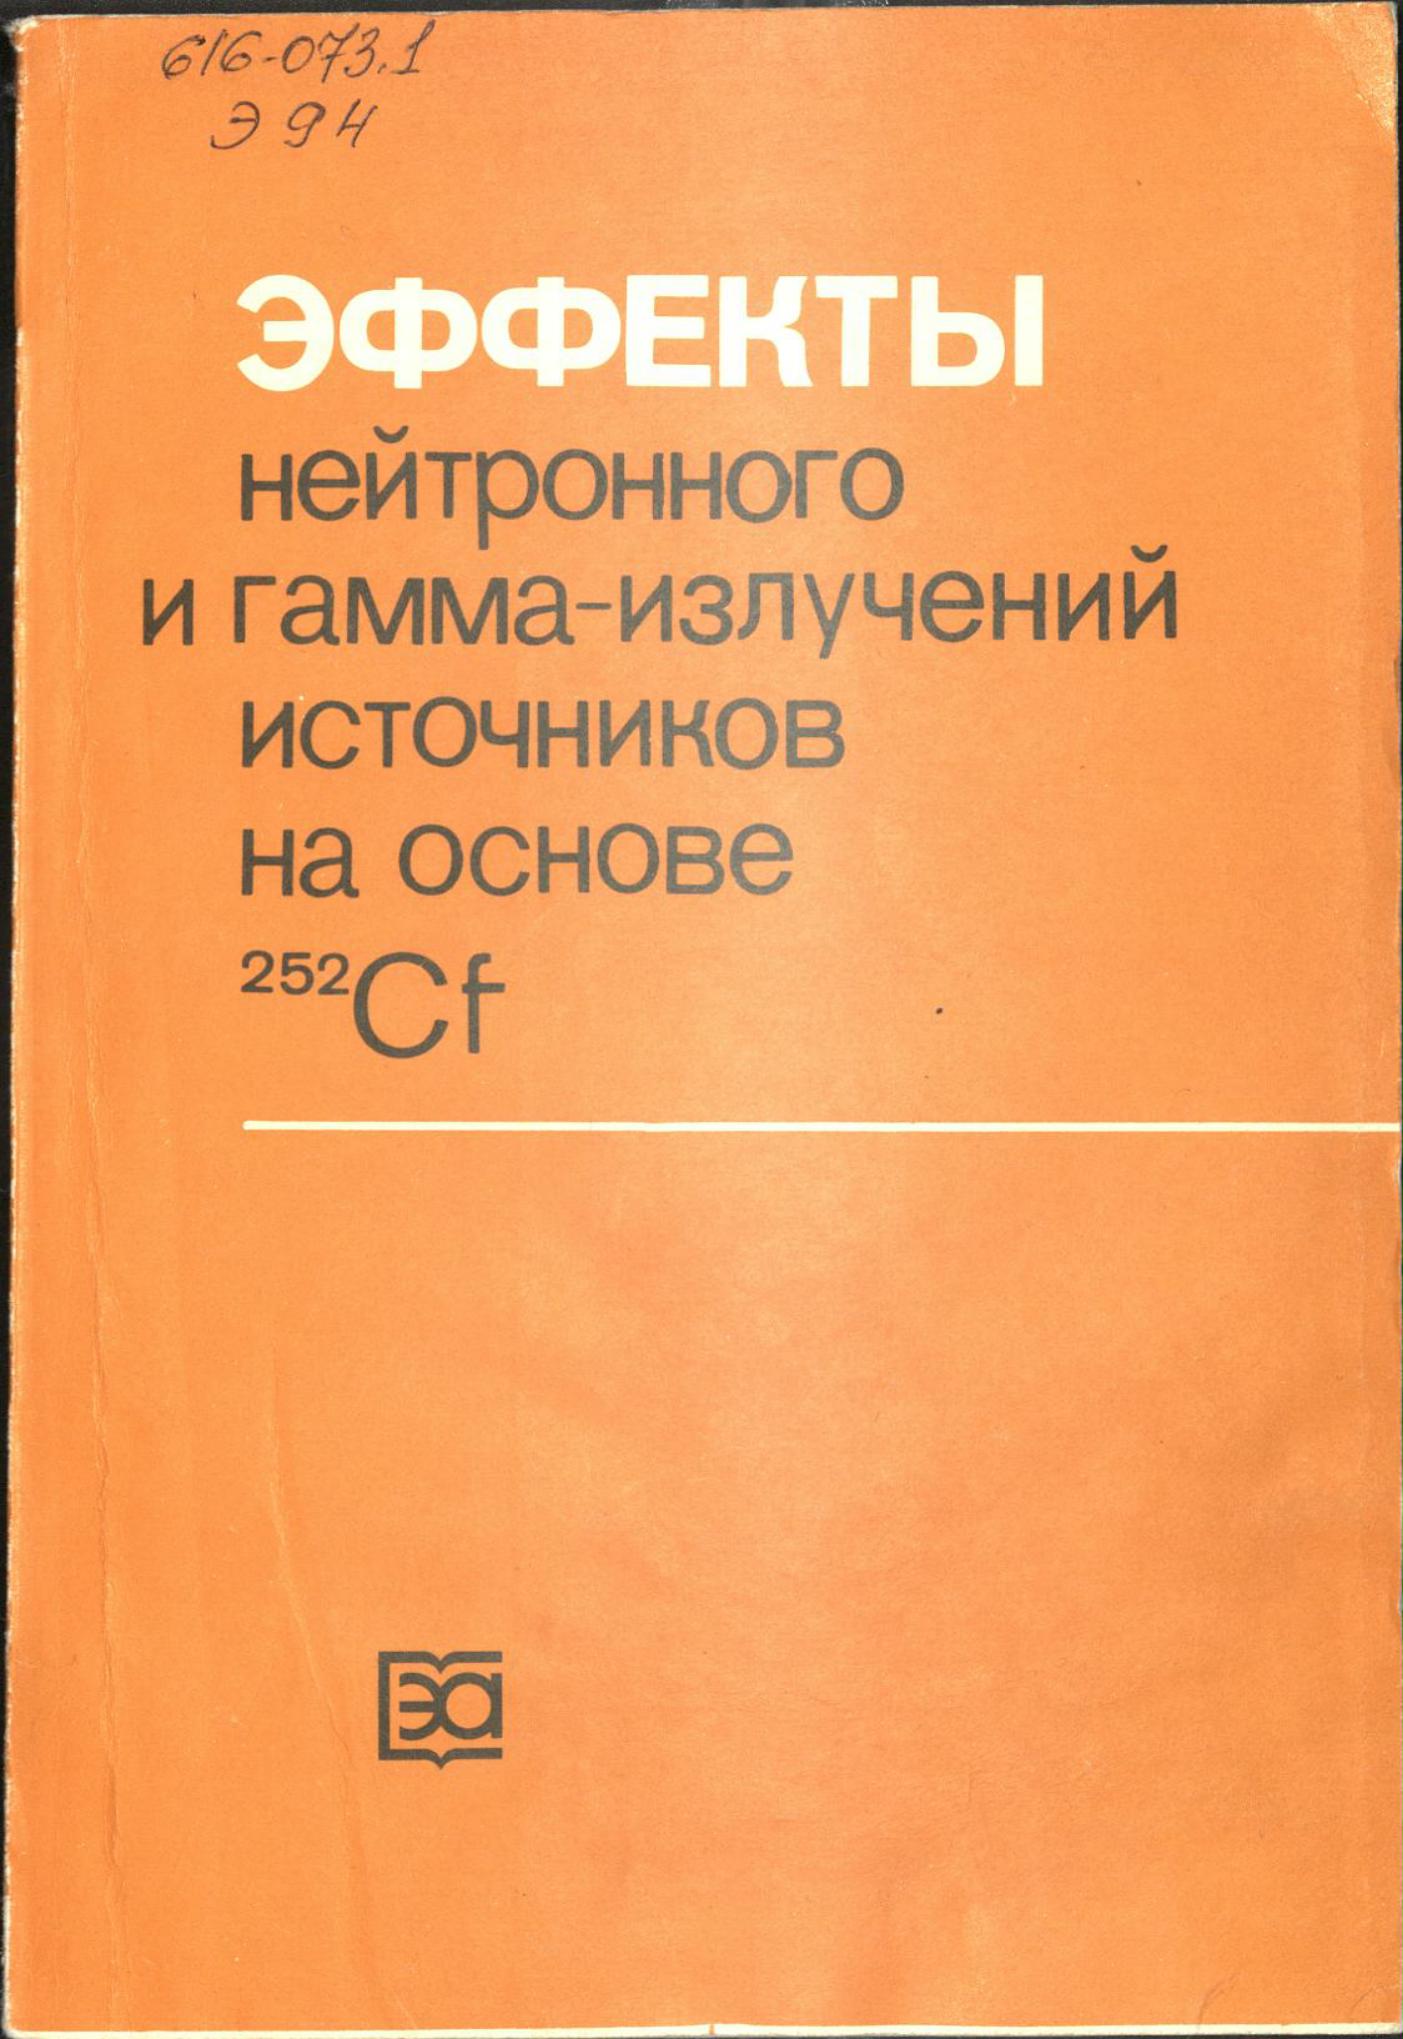 616-073.1
Э 94
ЭФФЕКТЫ
нейтронного
и гамма-излучений
источников
на основе
²⁵²Cf
эа